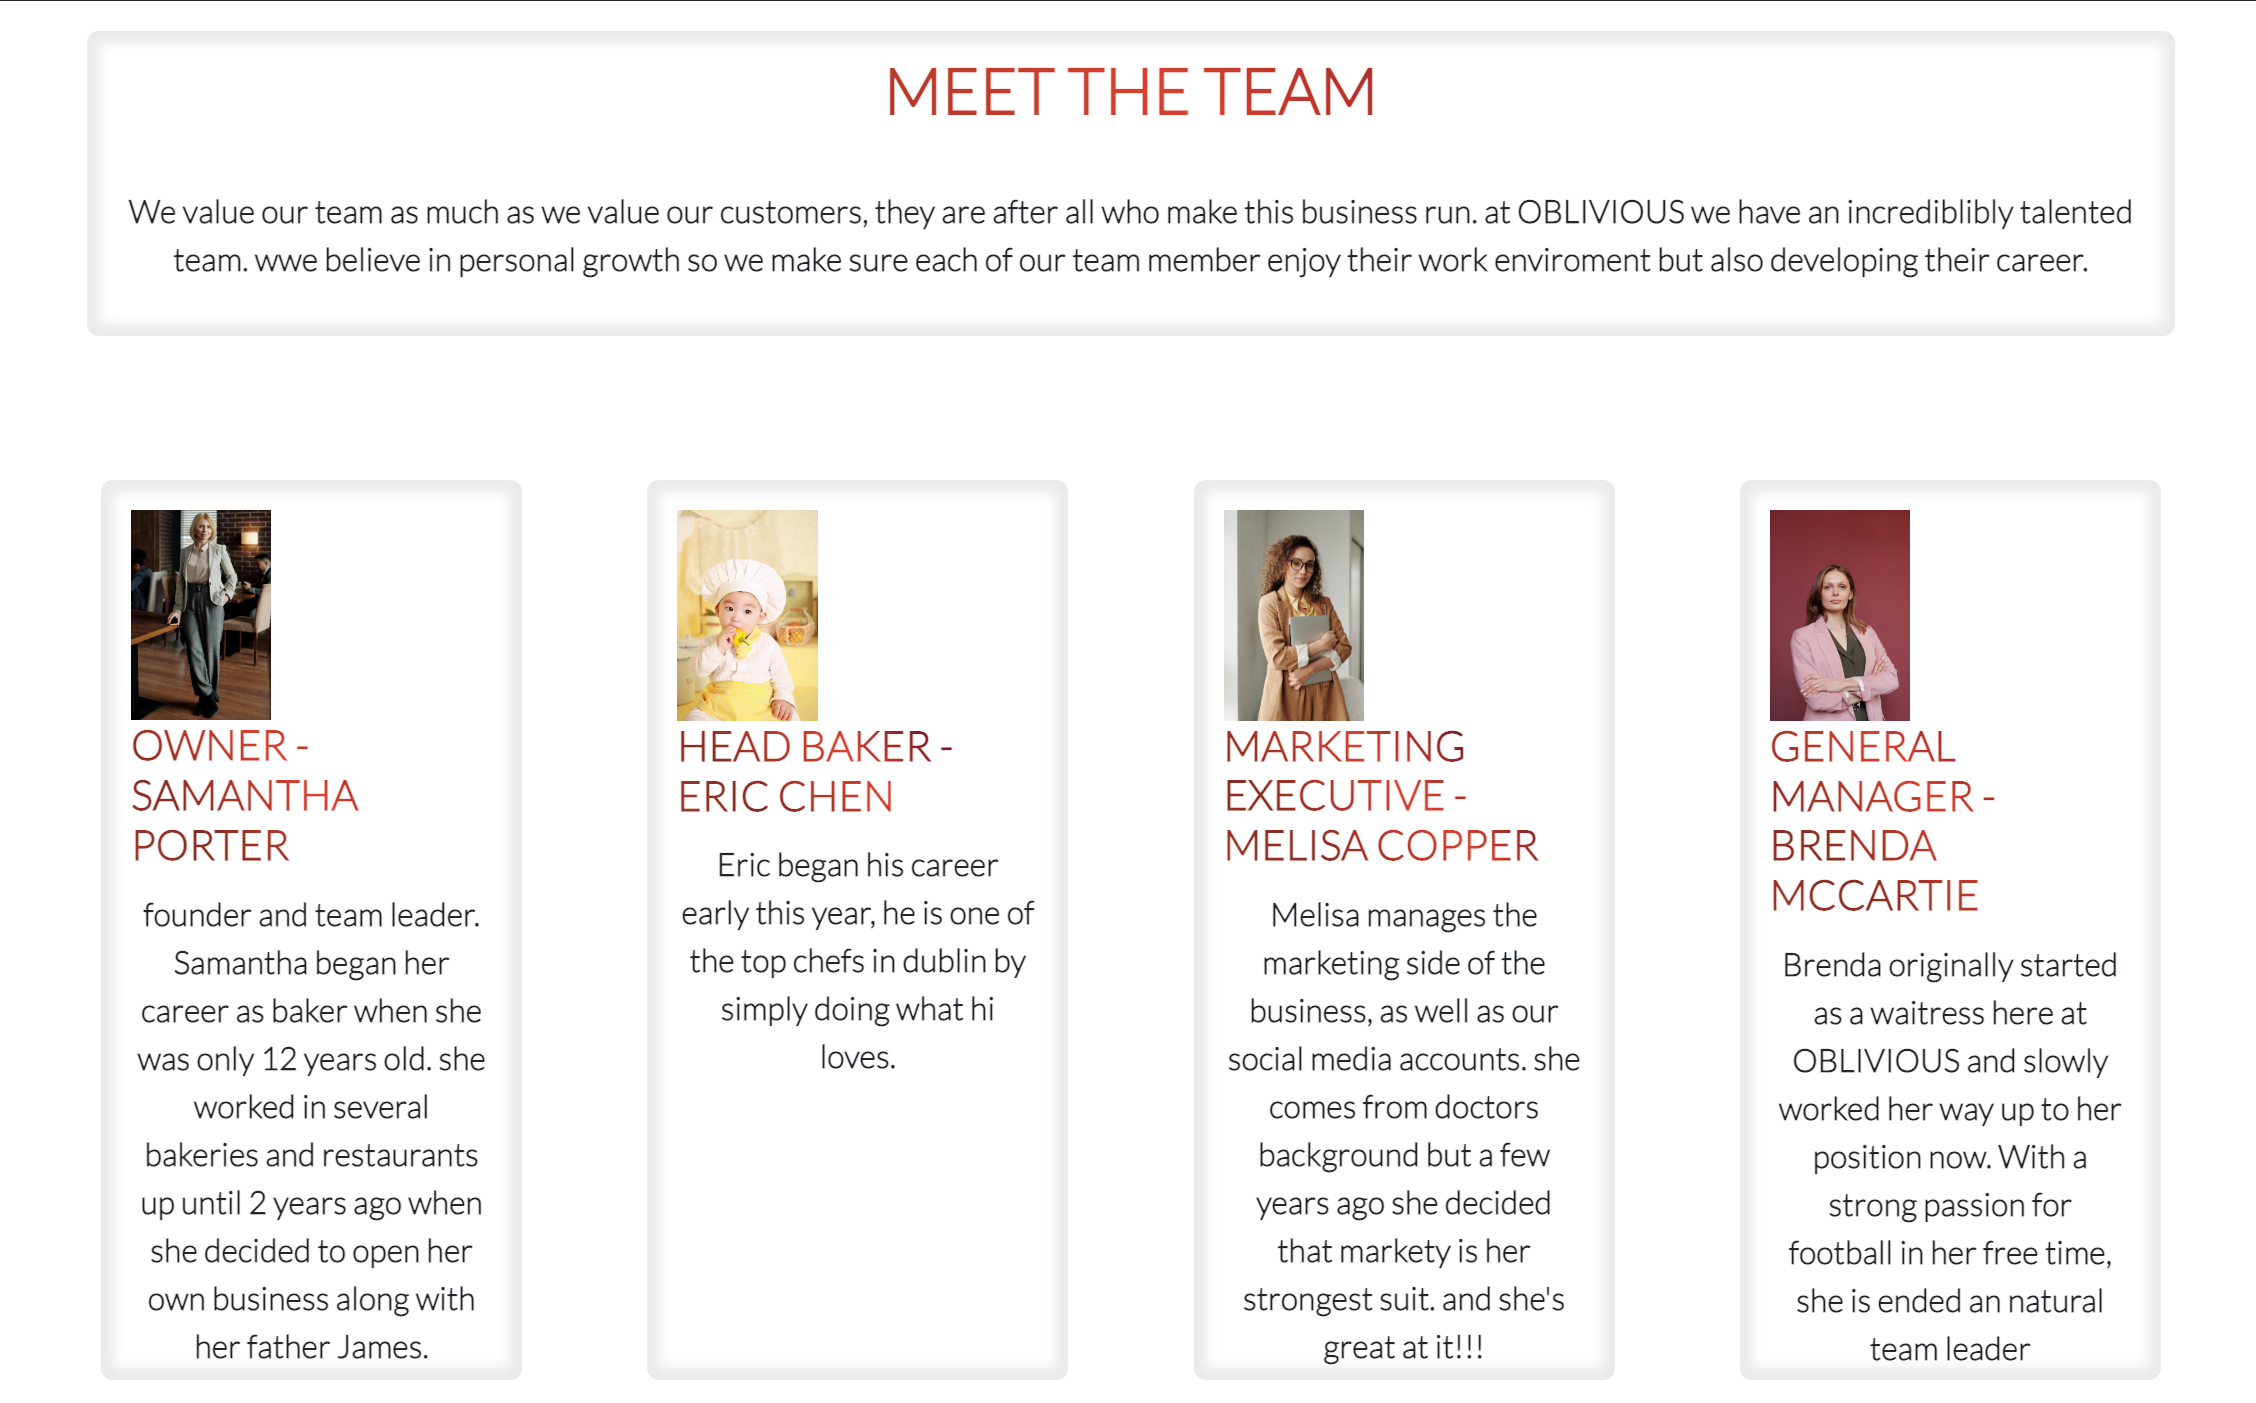 MEET THE TEAM
We value our team as much as we value our customers, they are after all who make this business run. at OBLIVIOUS we have an incrediblibly talented
team. wwe believe in personal growth so we make sure each of our team member enjoy their work enviroment but also developing their career.
OWNER -
SAMANTHA
PORTER
founder and team leader.
Samantha began her
career as baker when she
was only 12 years old. she
worked in several
bakeries and restaurants
up until 2 years ago when
she decided to open her
own business along with
her father James.
HEAD BAKER -
ERIC CHEN
Eric began his career
early this year, he is one of
the top chefs in dublin by
simply doing what hi
loves.
MARKETING
EXECUTIVE -
MELISA COPPER
Melisa manages the
marketing side of the
business, as well as our
social media accounts. she
comes from doctors
background but a few
years ago she decided
that markety is her
strongest suit. and she's
great at it!!!
GENERAL
MANAGER -
BRENDA
MCCARTIE
Brenda originally started
as a waitress here at
OBLIVIOUS and slowly
worked her way up to her
position now. With a
strong passion for
football in her free time,
she is ended an natural
team leader